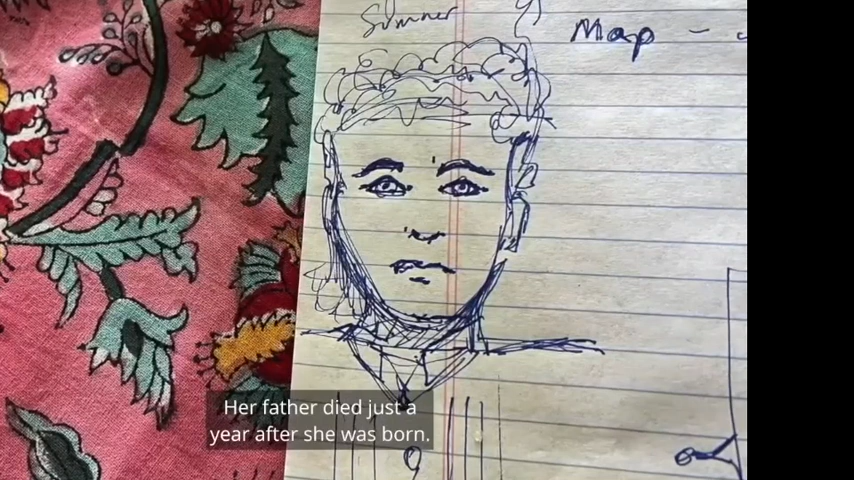 Summer
Map -
Her father died just a
year after she was born.